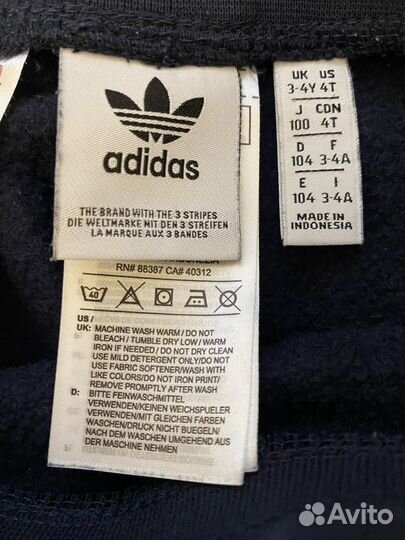 adidas
THE BRAND WITH THE 3 STRIPES
DIE WELTMARKE MIT DEN 3 STREIFEN
LA MARQUE AUX 3 BANDES
UK US
3-4Y 4T
J CDN
100 4T
D F
104 3-4A
E I
104 3-4A
MADE IN
INDONESIA
RN# 88387 CA# 40312
40
US /
UK: MACHINE WASH WARM / DO NOT
BLEACH / TUMBLE DRY LOW / WARM
IRON IF NEEDED / DO NOT DRY CLEAN
USE MILD DETERGENT ONLY/DO NOT
USE FABRIC SOFTENER/WASH WITH
LIKE COLORS/DO NOT IRON PRINT/
REMOVE PROMPTLY AFTER WASH
D: BITTE FEINWASCHMITTEL
VERWENDEN/KEINEN WEICHSPUELER
VERWENDEN/MIT GLEICHEN FARBEN
WASCHEN/DRUCK NICHT BUEGELN/
NACH DEM WASCHEN UMGEHEND AUS
DER MASCHINE NEHMEN
Avito